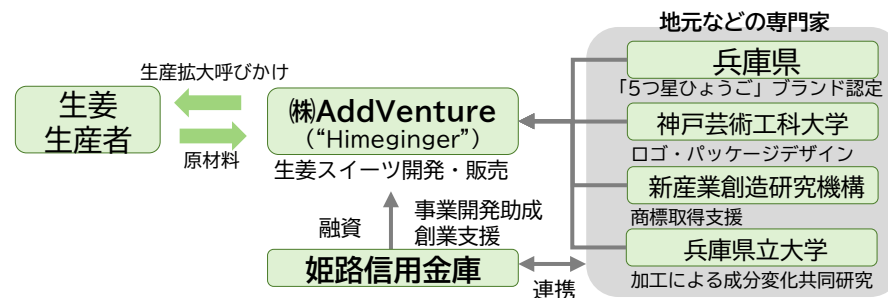 地元などの専門家
生産拡大呼びかけ
生姜
生産者
原材料
㈱AddVenture
(“Himeginger”)
生姜スイーツ開発・販売
兵庫県
「5つ星ひょうご」ブランド認定
神戸芸術工科大学
ロゴ・パッケージデザイン
新産業創造研究機構
商標取得支援
兵庫県立大学
加工による成分変化共同研究
融資
事業開発助成
創業支援
姫路信用金庫
連携